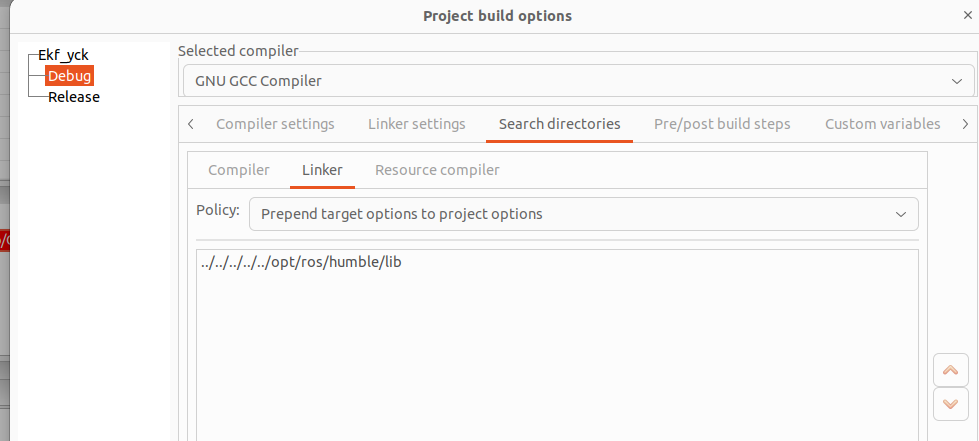 Project build options
Ekf_yck
Debug
Release
Selected compiler
GNU GCC Compiler
Compiler settings
Linker settings
Search directories
Pre/post build steps
Custom variables
Compiler
Linker
Resource compiler
Policy:
Prepend target options to project options
../../../../../opt/ros/humble/lib